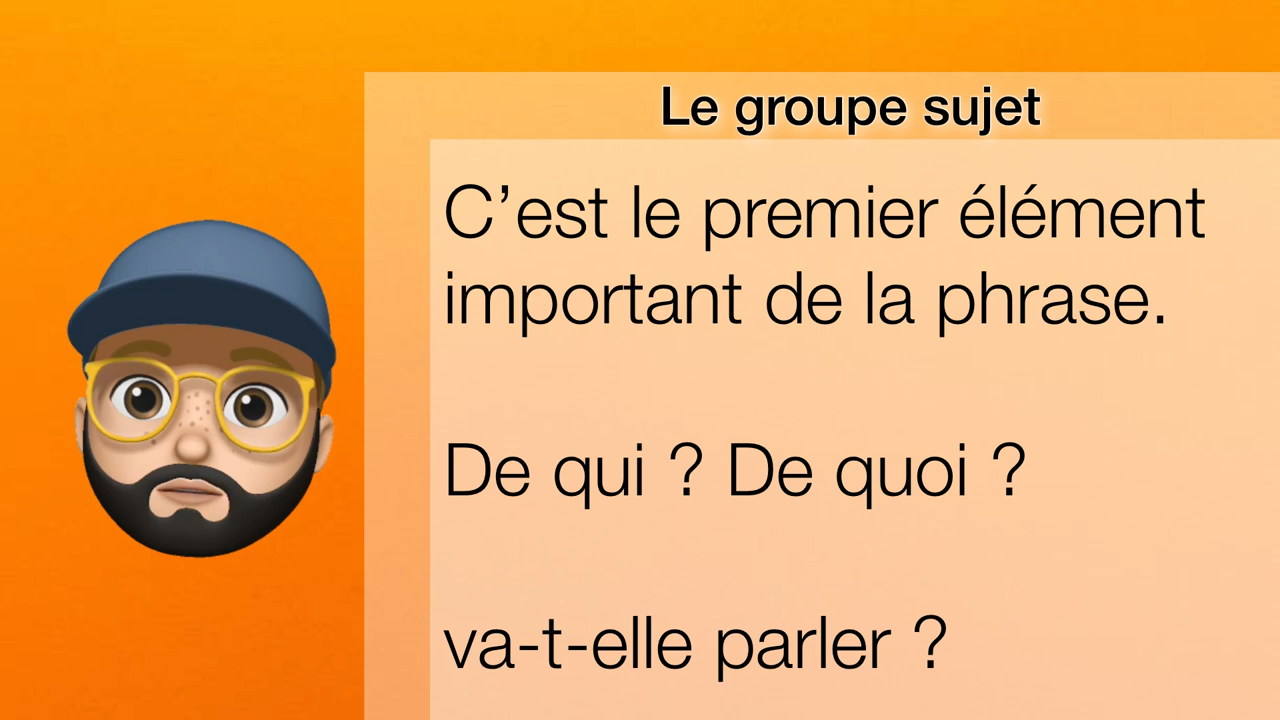 Le groupe sujet
C’est le premier élément
important de la phrase.
De qui ? De quoi ?
va-t-elle parler ?